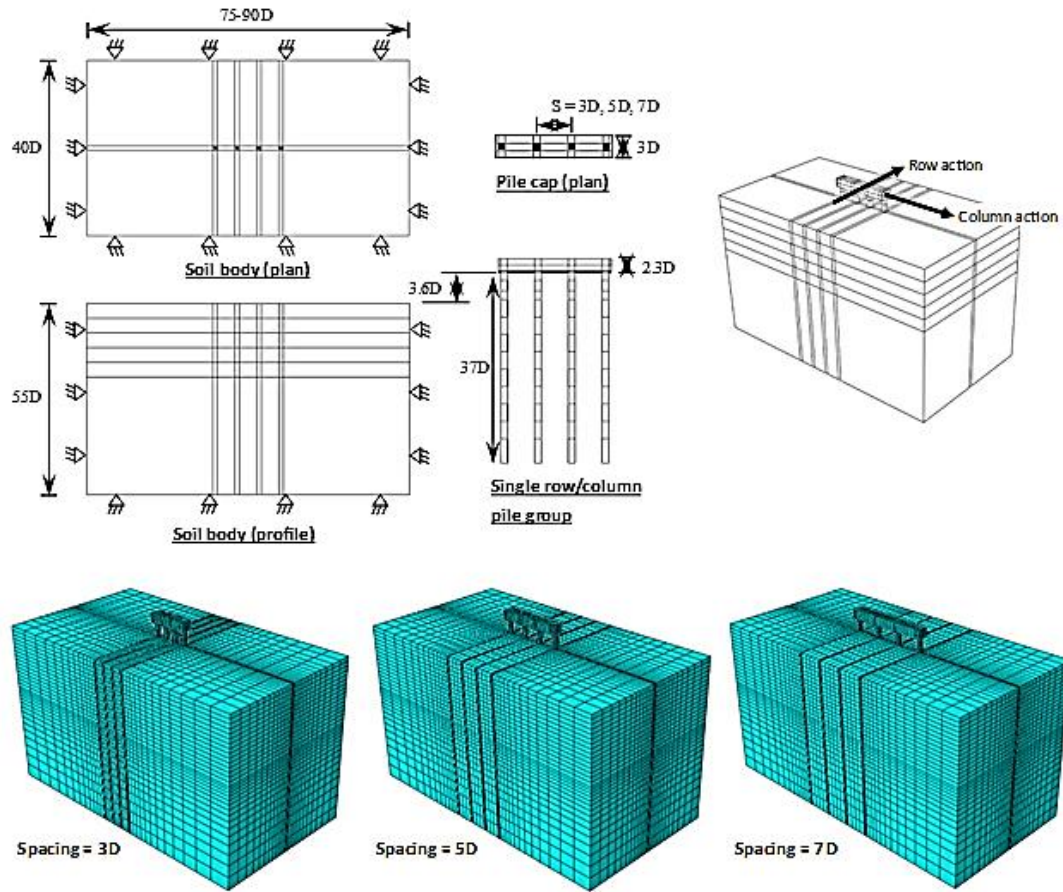 75-90D
40D
Soil body (plan)
S = 3D, 5D, 7D
3D
Pile cap (plan)
Row action
Column action
3.6D
2.3D
55D
37D
Soil body (profile)
Single row/column
pile group
Spacing = 3D
Spacing = 5D
Spacing = 7D